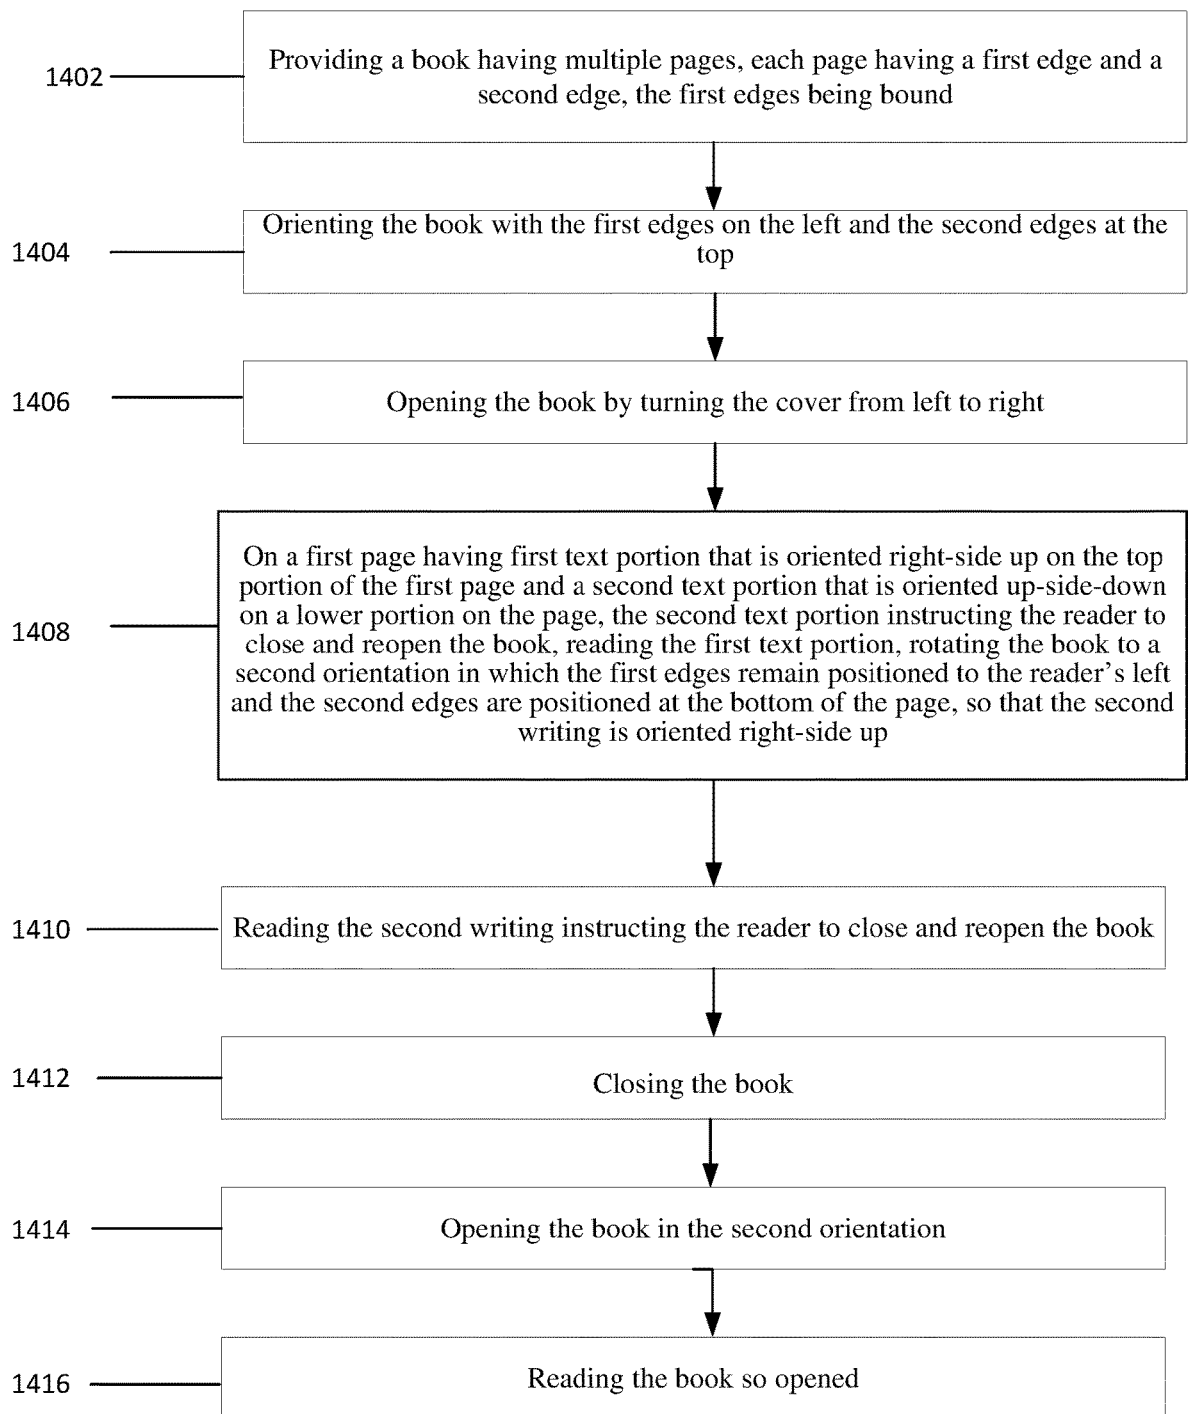 1402
Providing a book having multiple pages, each page having a first edge and a
second edge, the first edges being bound
1404
Orienting the book with the first edges on the left and the second edges at the
top
1406
Opening the book by turning the cover from left to right
1408
On a first page having first text portion that is oriented right-side up on the top
portion of the first page and a second text portion that is oriented up-side-down
on a lower portion on the page, the second text portion instructing the reader to
close and reopen the book, reading the first text portion, rotating the book to a
second orientation in which the first edges remain positioned to the reader's left
and the second edges are positioned at the bottom of the page, so that the second
writing is oriented right-side up
1410
Reading the second writing instructing the reader to close and reopen the book
1412
Closing the book
1414
Opening the book in the second orientation
1416
Reading the book so opened